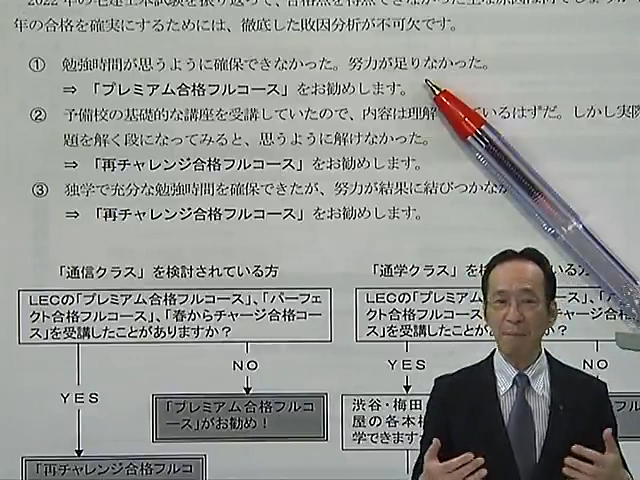 2022年の宅建士本試験を振り返って、合格点を得点できなかった主な原因は何でしょうか
年の合格を確実にするためには、徹底した敗因分析が不可欠です。
① 勉強時間が思うように確保できなかった。努力が足りなかった。
⇒ 「プレミアム合格フルコース」をお勧めします。
② 予備校の基礎的な講座を受講していたので、内容は理解 ているはずだ。しかし実際
題を解く段になってみると、思うように解けなかった。
⇒ 「再チャレンジ合格フルコース」をお勧めします。
③ 独学で充分な勉強時間を確保できたが、努力が結果に結びつかなか
⇒ 「再チャレンジ合格フルコース」をお勧めします。
「通信クラス」を検討されている方
LECの「プレミアム合格フルコース」、「パーフェ
クト合格フルコース」、「春からチャージ合格コー
ス」を受講したことがありますか?
NO
YES
「プレミアム合格フルコ
ース」がお勧め!
「再チャレンジ合格フルコ
「通学クラス」を検 いる方
LECの「プレミアム合格フル
クト合格フルコース」、「春
ス」を受講したことが
YES
NO
渋谷・梅田
屋の各本校
学できます